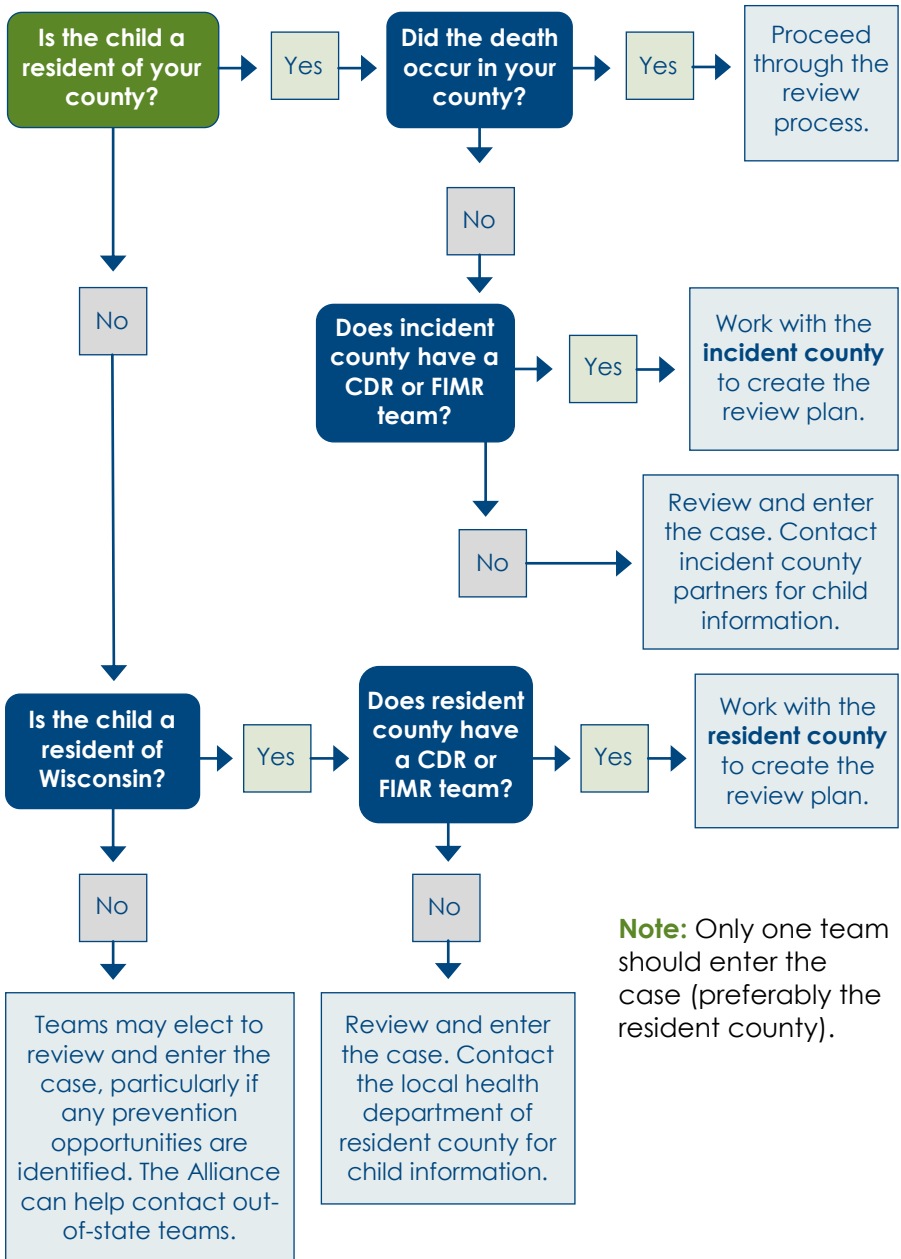 Is the child a
resident of your
county?
Yes
Did the death
occur in your
county?
Yes
Proceed
through the
review
process.
No
No
Does incident
county have a
CDR or FIMR
team?
Yes
Work with the
incident county
to create the
review plan.
No
Review and enter
the case. Contact
incident county
partners for child
information.
Is the child a
resident of
Wisconsin?
Yes
Does resident
county have
a CDR or
FIMR team?
Yes
Work with the
resident county
to create the
review plan.
No
No
Note: Only one team
should enter the
case (preferably the
resident county).
Teams may elect to
review and enter the
case, particularly if
any prevention
opportunities are
identified. The Alliance
can help contact out-
of-state teams.
Review and enter
the case. Contact
the local health
department of
resident county for
child information.